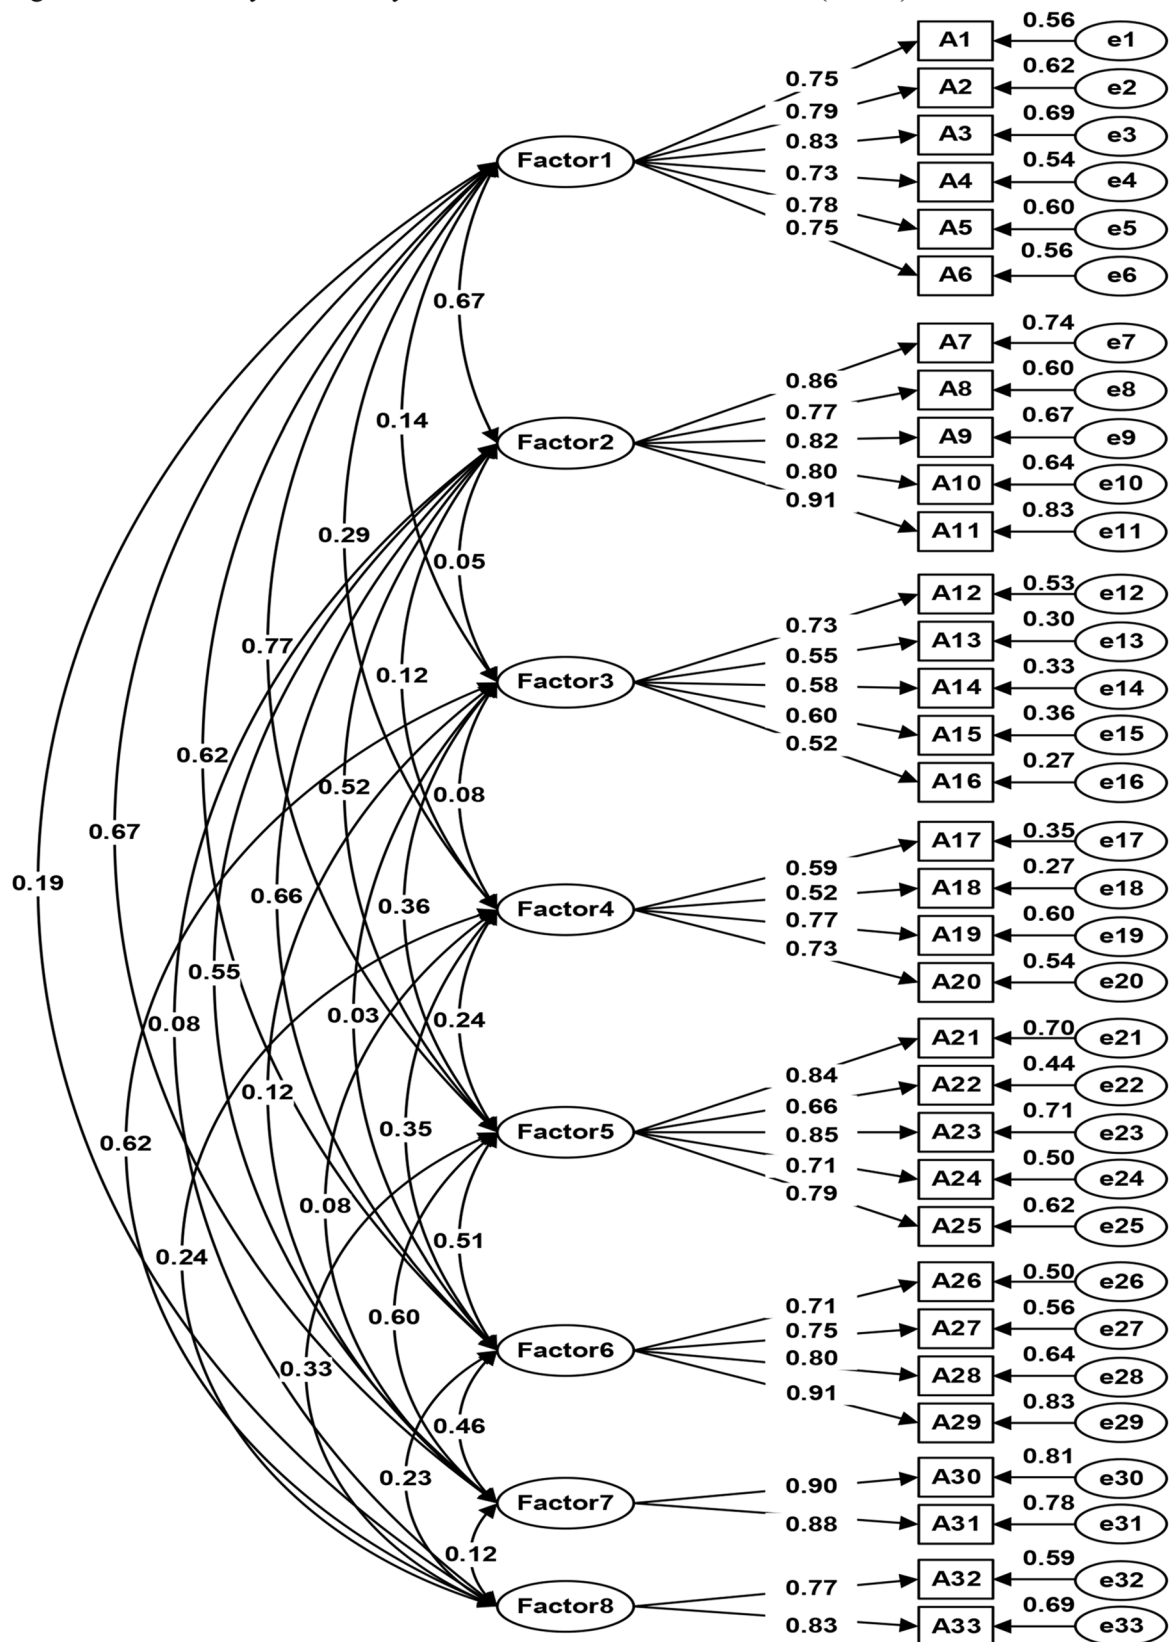 0.56
A1 e1
0.62
0.75 A2 e2
0.79 0.69
0.83 A3 e3
Factor1 0.54
0.73 A4 e4
0.78 0.60
0.75 A5 e5
0.56
A6 e6
0.67
0.74
A7 e7
0.86 0.60
0.77 A8 e8
0.14 0.67
Factor2 0.82 A9 e9
0.80 0.64
0.91 A10 e10
0.83
A11 e11
0.29
0.05
0.53
A12 e12
0.73 0.30
0.55 A13 e13
0.77
0.12 0.33
Factor3 0.58 A14 e14
0.60 0.36
0.52 A15 e15
0.62 0.27
0.52 A16 e16
0.08
0.67 0.35
A17 e17
0.59 0.27
0.19 0.52 A18 e18
0.66 0.36 Factor4 0.60
0.77 A19 e19
0.73 0.54
0.55 A20 e20
0.08 0.03 0.24 0.70
A21 e21
0.84 0.44
0.12 0.66 A22 e22
0.71
0.62 0.35 Factor5 0.85 A23 e23
0.71 0.50
0.79 A24 e24
0.08 0.62
A25 e25
0.51
0.24 0.50
A26 e26
0.71 0.56
0.60 0.75 A27 e27
Factor6 0.64
0.33 0.80 A28 e28
0.91 0.83
0.46 A29 e29
0.23 0.81
0.90 A30 e30
Factor7 0.78
0.88 A31 e31
0.12 0.59
0.77 A32 e32
Factor8 0.69
0.83 A33 e33